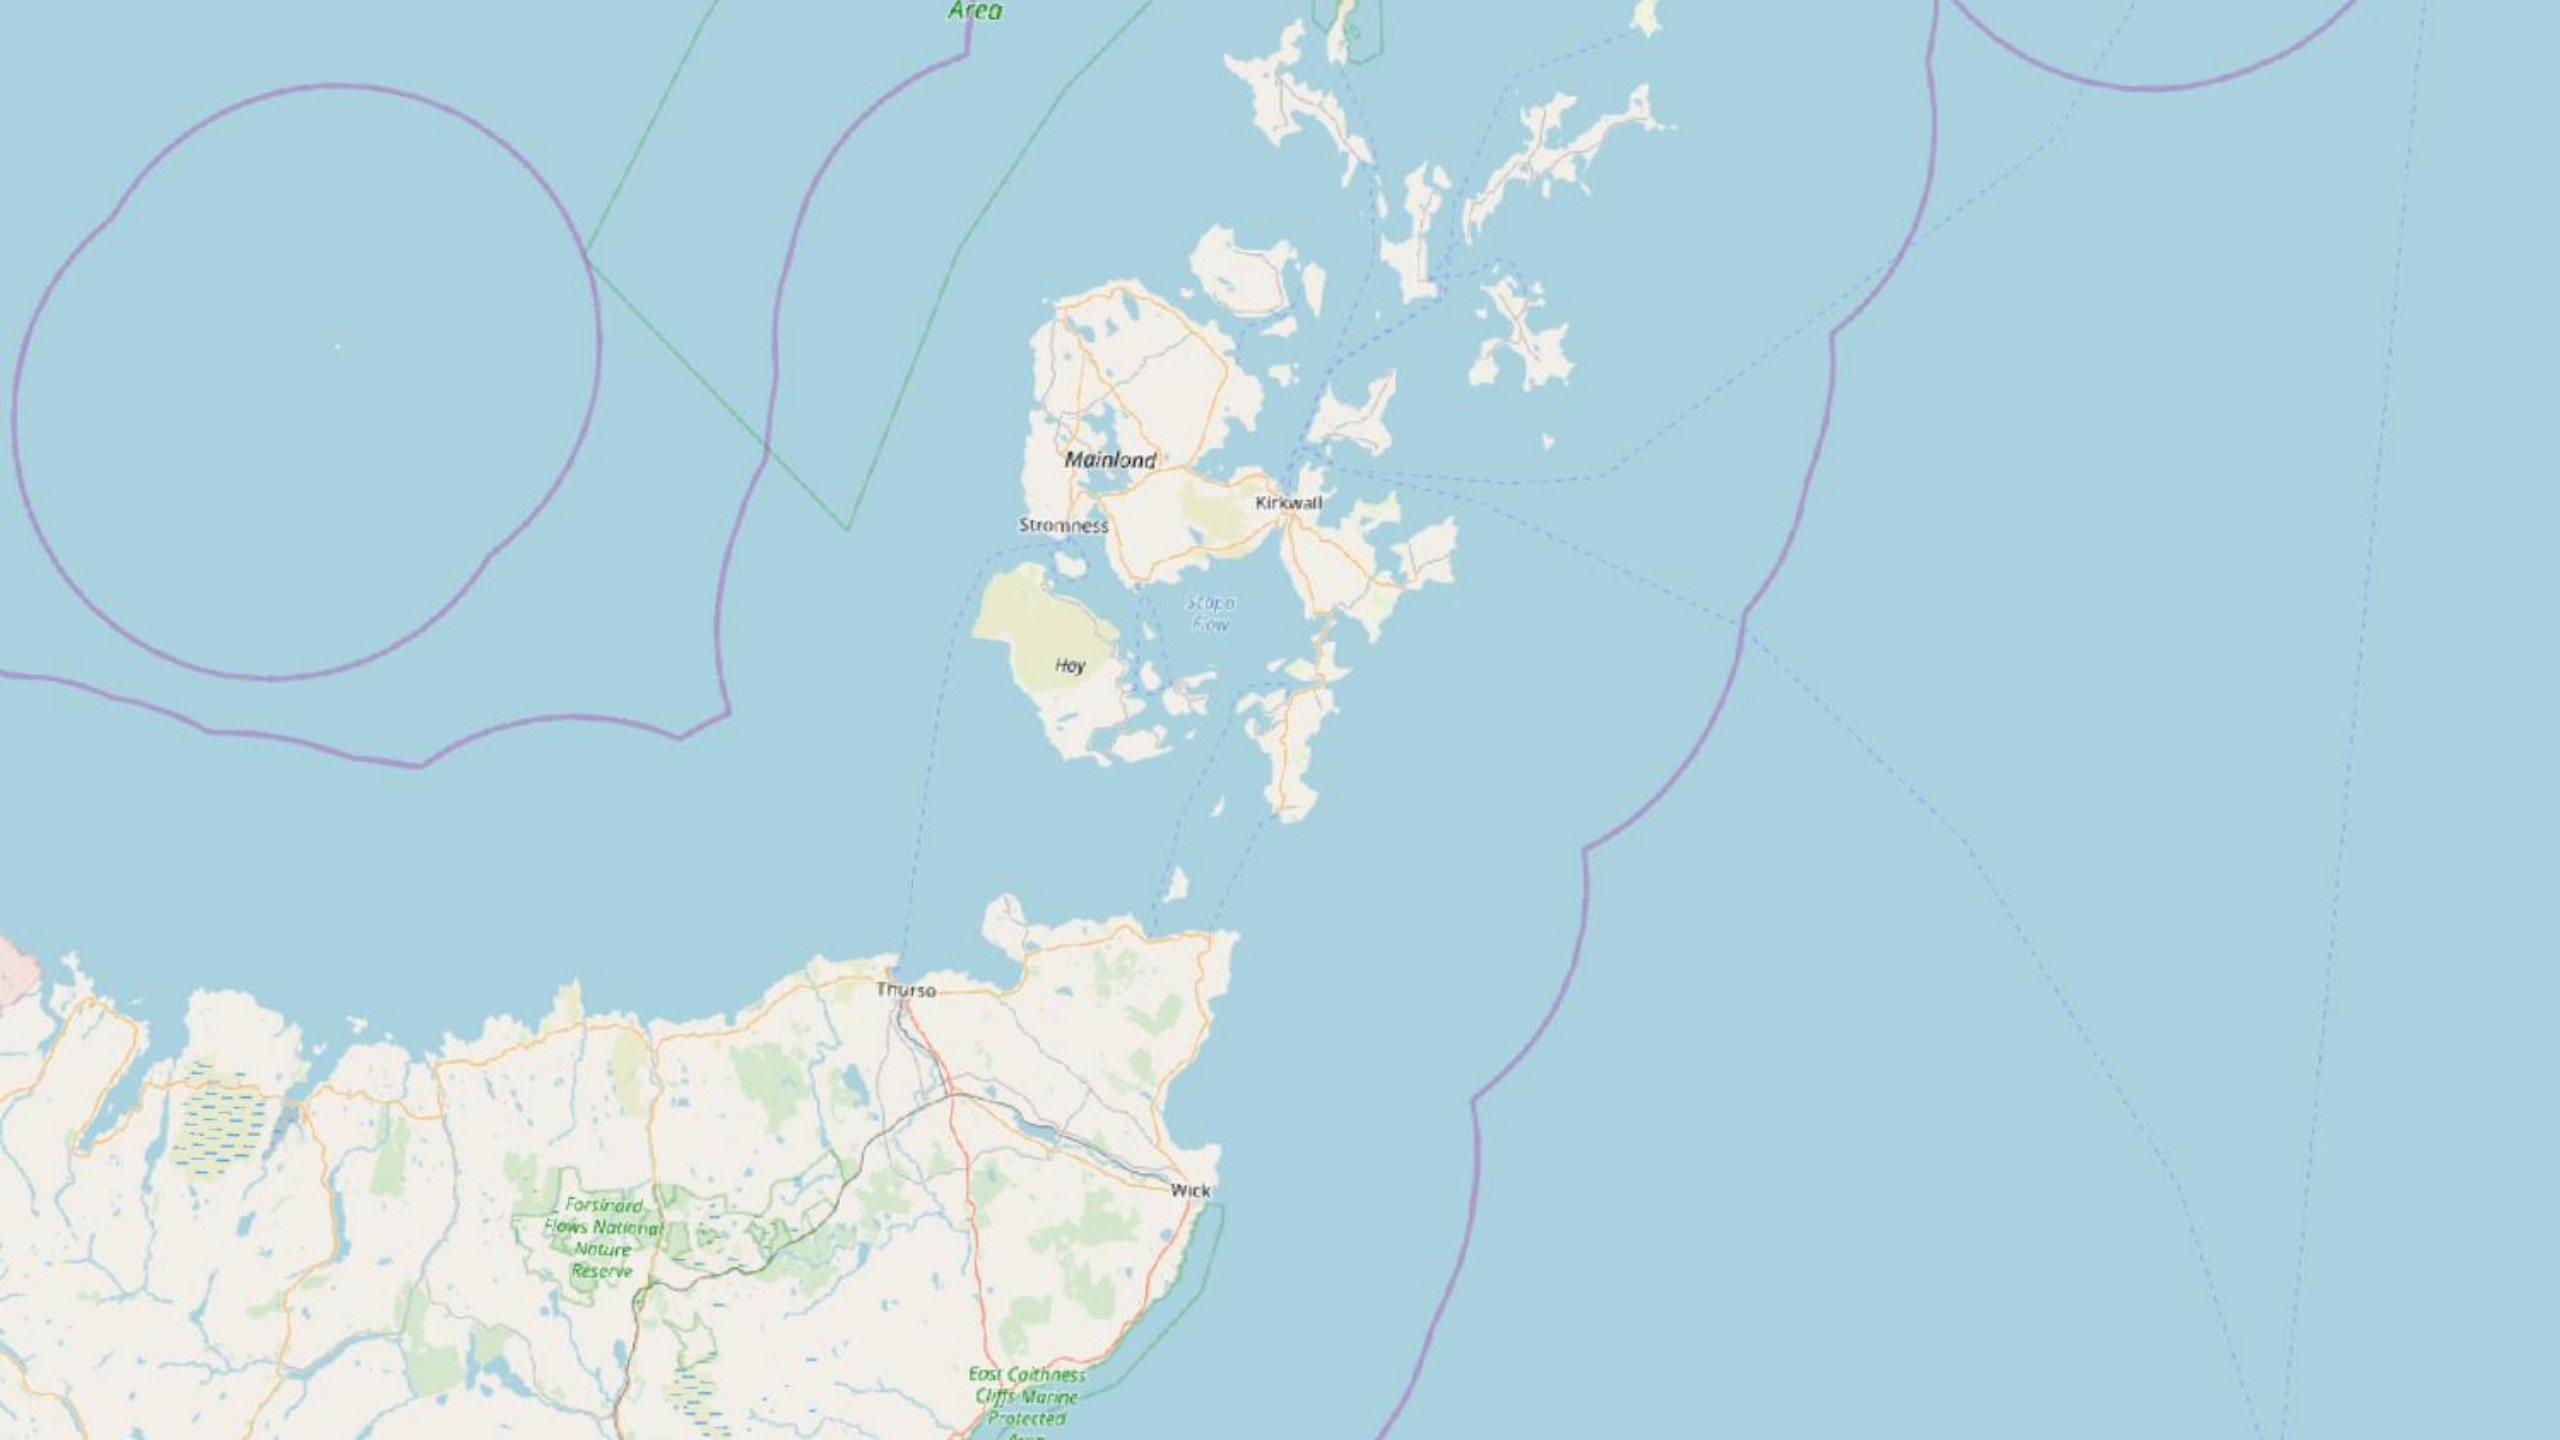 Area
Mainland
Kirkwall
Stromness
Scapa
Flow
Hoy
Thurso
Wick
Forsinard
Flows National
Nature
Reserve
East Caithness
Cliffs Marine
Protected
Area